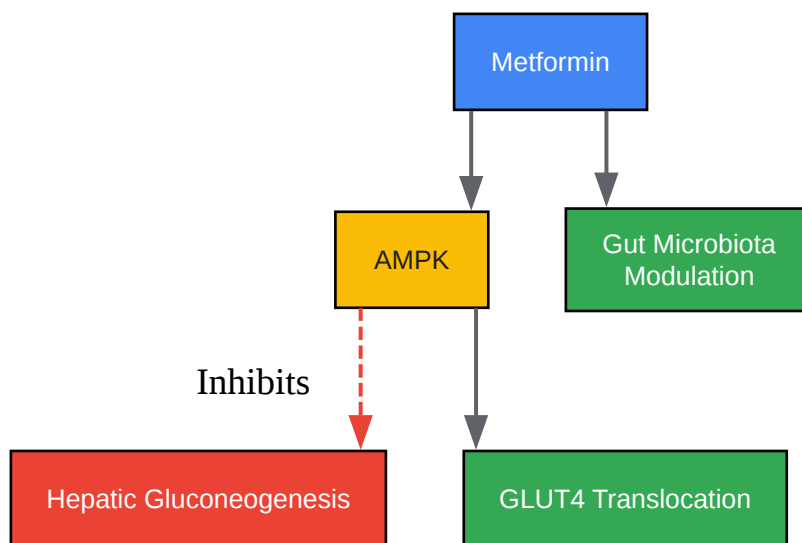 Metformin
AMPK
Gut Microbiota
Modulation
Inhibits
Hepatic Gluconeogenesis
GLUT4 Translocation